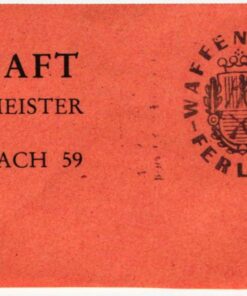 AFT
MEISTER
ACH 59
WAFFEN
FERL